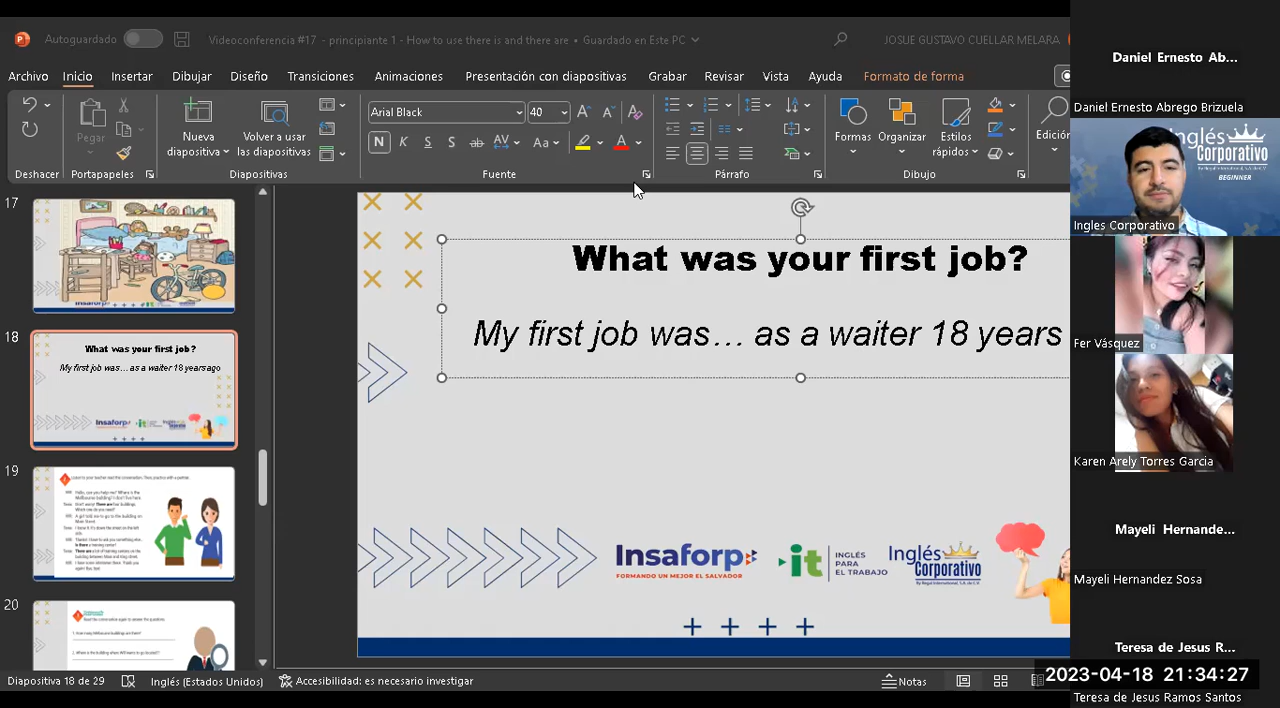 Autoguardado
Videoconferencia #17 - principiante 1 - How to use there is and there are • Guardado en Este PC
JOSUE GUSTAVO CUELLAR MELARA
Archivo Inicio Insertar Dibujar Diseño Transiciones Animaciones Presentación con diapositivas Grabar Revisar Vista Ayuda Formato de forma
Pegar
Nueva
diapositiva
Volver a usar
las diapositivas
Arial Black
40
N K S S ab AV Aa A
Formas
Organizar
Estilos
rápidos
Edición
Deshacer Portapapeles Diapositivas Fuente Párrafo Dibujo
17
18
What was your first job?
My first job was… as a waiter 18 years ago
Insaforp
it
19
20
What was your first job?
My first job was… as a waiter 18 years
Insaforp
FORMANDO UN MEJOR EL SALVADOR
it
INGLÉS
PARA
EL TRABAJO
Inglés
Corporativo
Diapositiva 18 de 29
Inglés (Estados Unidos)
Accesibilidad: es necesario investigar
Notas
Daniel Ernesto Ab...
Daniel Ernesto Abrego Brizuela
Inglés
Corporativo
BEGINNER
Ingles Corporativo
Fer Vásquez
Karen Arely Torres Garcia
Mayeli Hernande...
Mayeli Hernandez Sosa
Teresa de Jesus R...
2023-04-18 21:34:27
Teresa de Jesus Ramos Santos